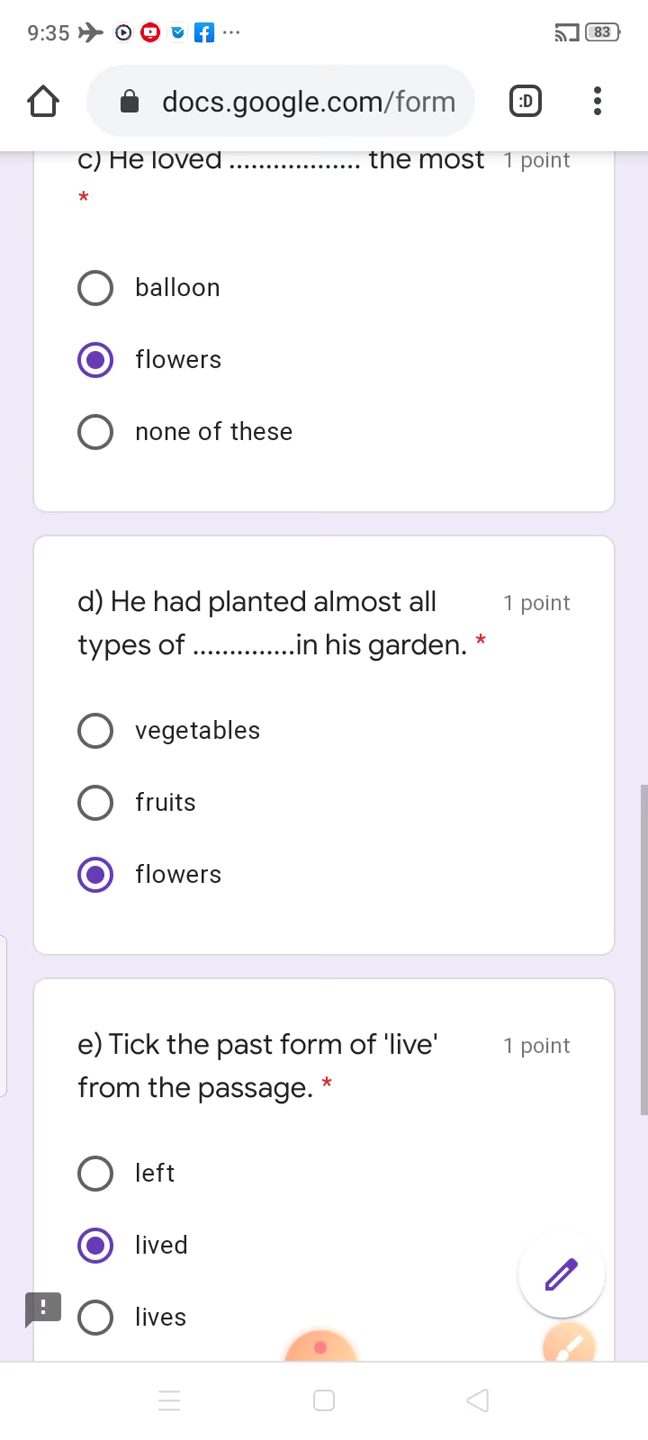 9:35
83
docs.google.com/form
:D
c) He loved .................. the most 1 point
*
balloon
flowers
none of these
d) He had planted almost all 1 point
types of ..............in his garden. *
vegetables
fruits
flowers
e) Tick the past form of 'live' 1 point
from the passage. *
left
lived
lives